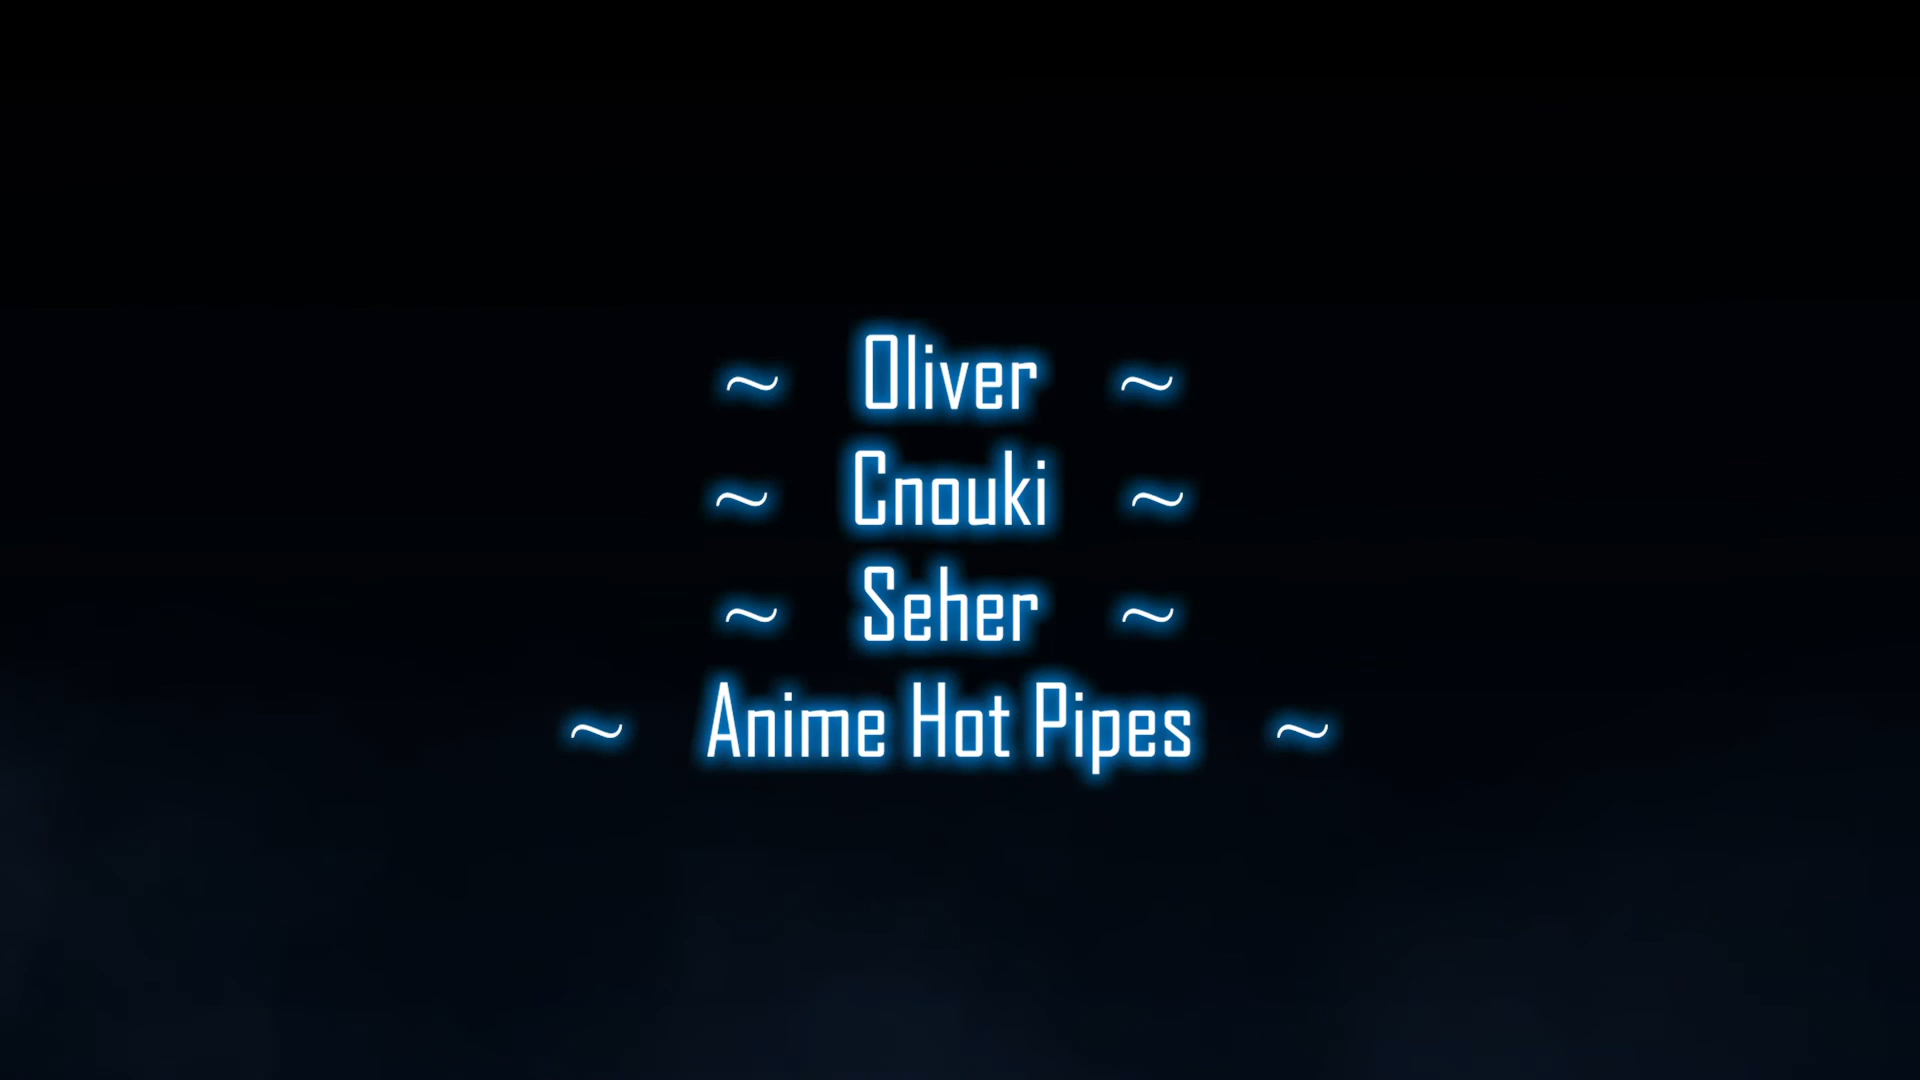 ~ Oliver ~
~ Cnouki ~
~ Seher ~
~ Anime Hot Pipes ~